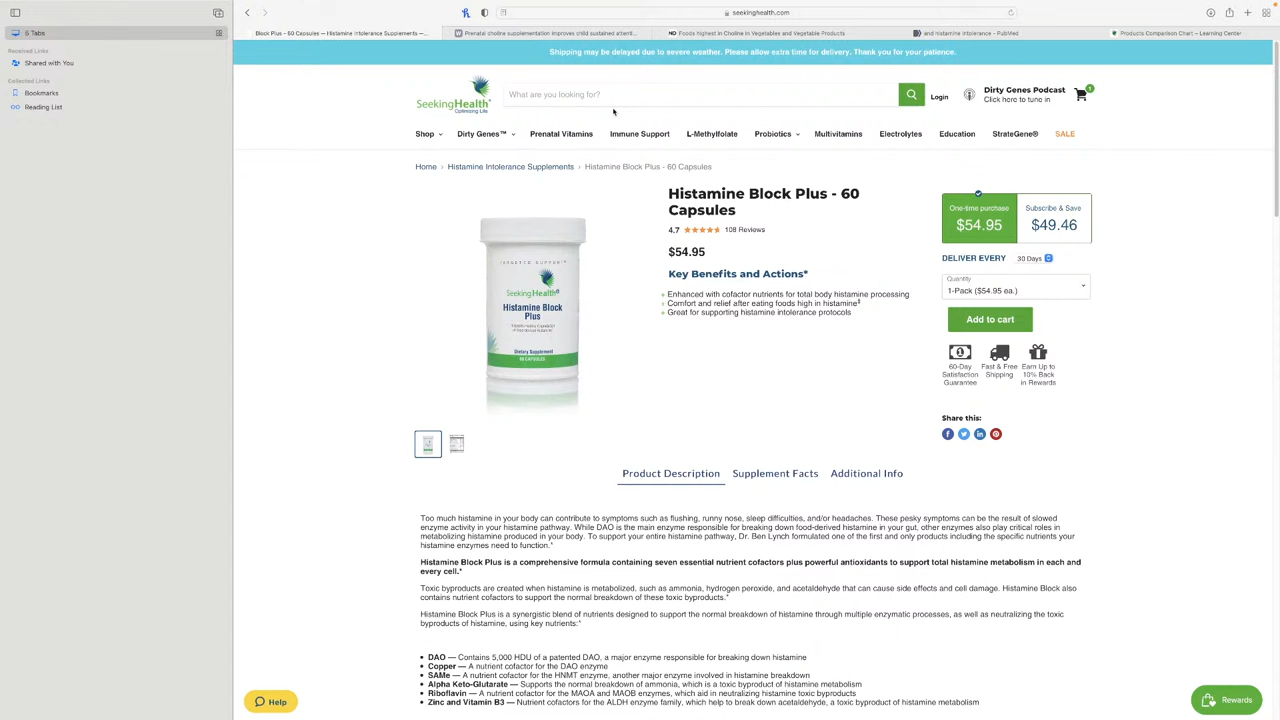 seekinghealth.com
5 Tabs
Block Plus - 60 Capsules — Histamine Intolerance Supplements —...
Prenatal choline supplementation improves child sustained attenti...
Foods highest in Choline in Vegetables and Vegetable Products
and histamine intolerance - PubMed
Products Comparison Chart – Learning Center
Received Links
Shared with You
Collected Links
Bookmarks
Reading List
Shipping may be delayed due to severe weather. Please allow extra time for delivery. Thank you for your patience.
SeekingHealth
Optimizing Life
What are you looking for?
Login
Dirty Genes Podcast
Click here to tune in
1
Shop
Dirty Genes™
Prenatal Vitamins
Immune Support
L-Methylfolate
Probiotics
Multivitamins
Electrolytes
Education
StrateGene®
SALE
Home › Histamine Intolerance Supplements › Histamine Block Plus - 60 Capsules
TARGETED SUPPORT
SeekingHealth
Histamine Block
Plus
Dietary Supplement
60 CAPSULES
Histamine Block Plus - 60
Capsules
4.7
108 Reviews
$54.95
Key Benefits and Actions*
Enhanced with cofactor nutrients for total body histamine processing
Comfort and relief after eating foods high in histamine‡
Great for supporting histamine intolerance protocols
One-time purchase
$54.95
Subscribe & Save
$49.46
DELIVER EVERY
30 Days
Quantity
1-Pack ($54.95 ea.)
Add to cart
60-Day
Satisfaction
Guarantee
Fast & Free
Shipping
Earn Up to
10% Back
in Rewards
Share this:
Product Description
Supplement Facts
Additional Info
Too much histamine in your body can contribute to symptoms such as flushing, runny nose, sleep difficulties, and/or headaches. These pesky symptoms can be the result of slowed
enzyme activity in your histamine pathway. While DAO is the main enzyme responsible for breaking down food-derived histamine in your gut, other enzymes also play critical roles in
metabolizing histamine produced in your body. To support your entire histamine pathway, Dr. Ben Lynch formulated one of the first and only products including the specific nutrients your
histamine enzymes need to function.*
Histamine Block Plus is a comprehensive formula containing seven essential nutrient cofactors plus powerful antioxidants to support total histamine metabolism in each and
every cell.*
Toxic byproducts are created when histamine is metabolized, such as ammonia, hydrogen peroxide, and acetaldehyde that can cause side effects and cell damage. Histamine Block also
contains nutrient cofactors to support the normal breakdown of these toxic byproducts.*
Histamine Block Plus is a synergistic blend of nutrients designed to support the normal breakdown of histamine through multiple enzymatic processes, as well as neutralizing the toxic
byproducts of histamine, using key nutrients:*
DAO — Contains 5,000 HDU of a patented DAO, a major enzyme responsible for breaking down histamine
Copper — A nutrient cofactor for the DAO enzyme
SAMe — A nutrient cofactor for the HNMT enzyme, another major enzyme involved in histamine breakdown
Alpha Keto-Glutarate — Supports the normal breakdown of ammonia, which is a toxic byproduct of histamine metabolism
Riboflavin — A nutrient cofactor for the MAOA and MAOB enzymes, which aid in neutralizing histamine toxic byproducts
Zinc and Vitamin B3 — Nutrient cofactors for the ALDH enzyme family, which help to break down acetaldehyde, a toxic byproduct of histamine metabolism
Help
Rewards